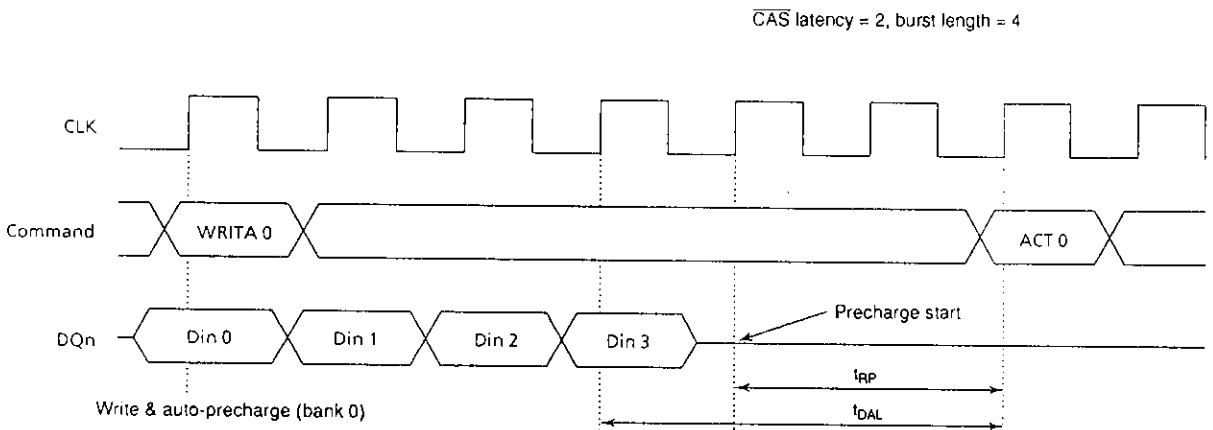 CAS latency = 2, burst length = 4
CLK
Command
WRITA 0
ACT 0
DQn
Din 0
Din 1
Din 2
Din 3
Precharge start
tRP
Write & auto-precharge (bank 0)
tDAL